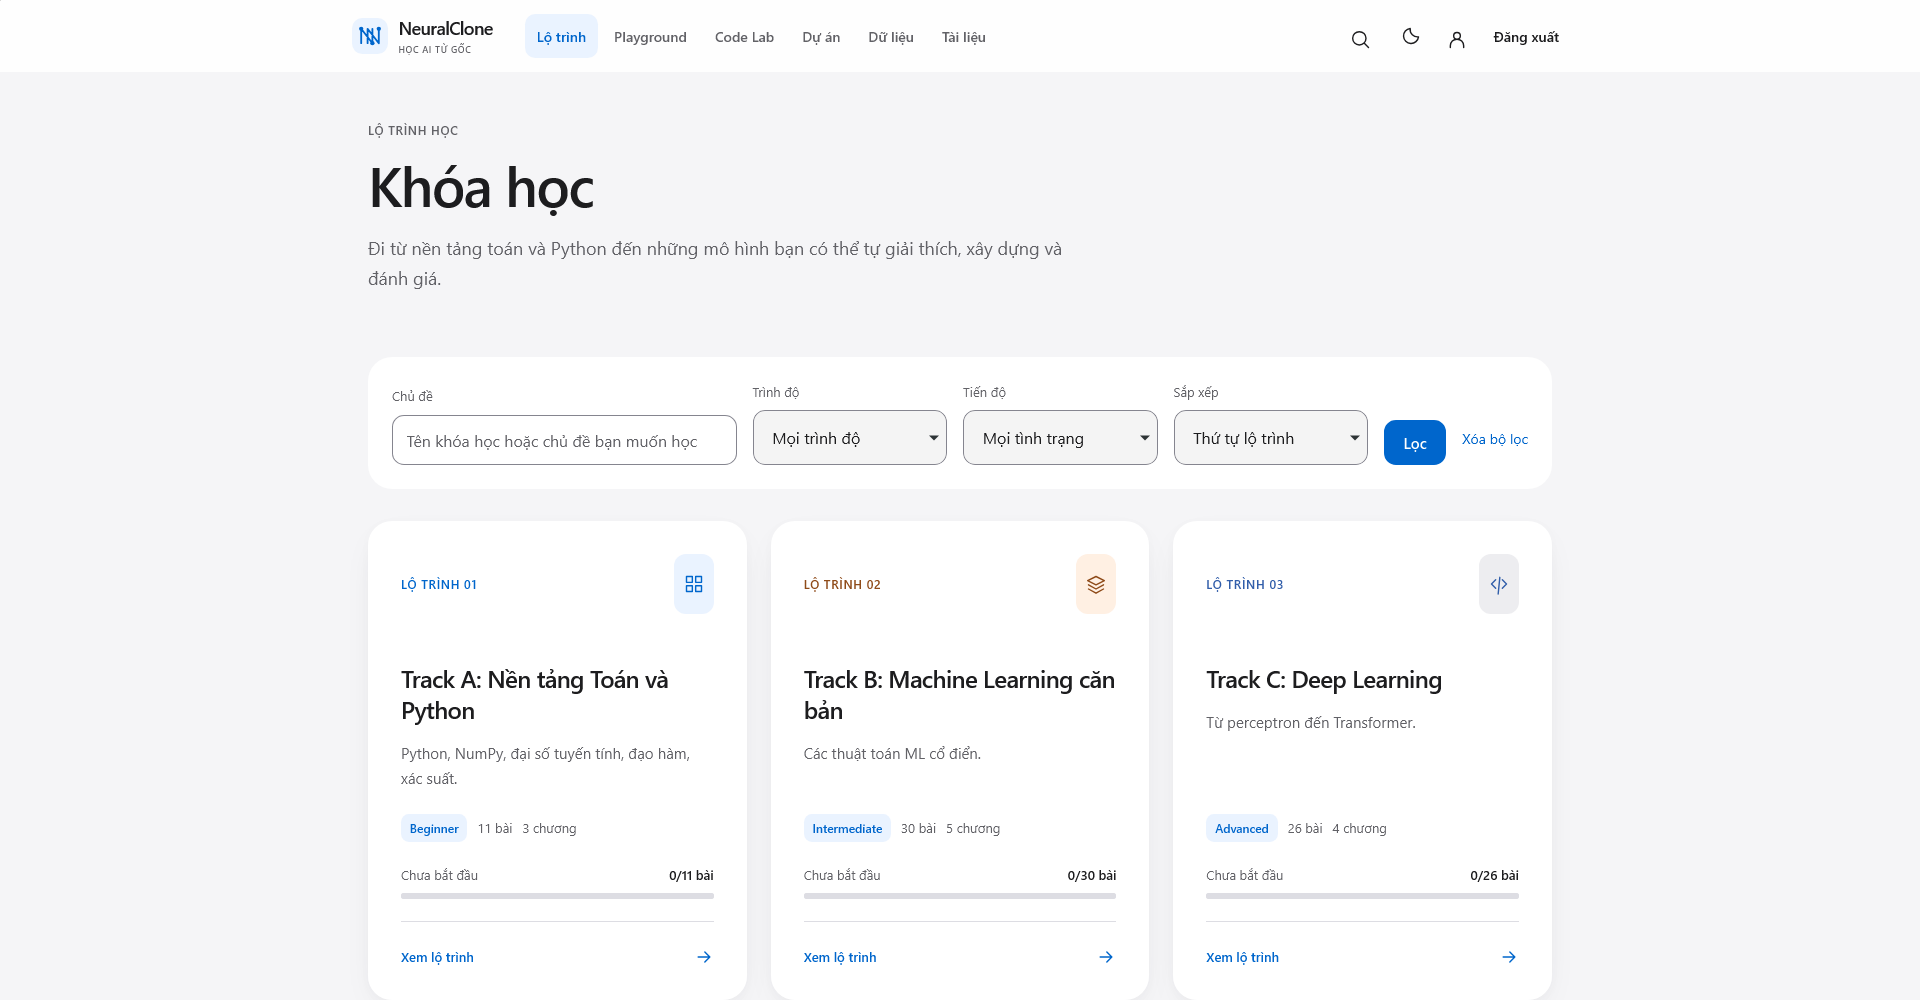 NeuralClone
HỌC AI TỪ GỐC
Lộ trình
Playground
Code Lab
Dự án
Dữ liệu
Tài liệu
Đăng xuất
LỘ TRÌNH HỌC
Khóa học
Đi từ nền tảng toán và Python đến những mô hình bạn có thể tự giải thích, xây dựng và
đánh giá.
Chủ đề
Tên khóa học hoặc chủ đề bạn muốn học
Trình độ
Mọi trình độ
Tiến độ
Mọi tình trạng
Sắp xếp
Thứ tự lộ trình
Lọc
Xóa bộ lọc
LỘ TRÌNH 01
Track A: Nền tảng Toán và
Python
Python, NumPy, đại số tuyến tính, đạo hàm,
xác suất.
Beginner 11 bài 3 chương
Chưa bắt đầu 0/11 bài
Xem lộ trình
LỘ TRÌNH 02
Track B: Machine Learning căn
bản
Các thuật toán ML cổ điển.
Intermediate 30 bài 5 chương
Chưa bắt đầu 0/30 bài
Xem lộ trình
LỘ TRÌNH 03
Track C: Deep Learning
Từ perceptron đến Transformer.
Advanced 26 bài 4 chương
Chưa bắt đầu 0/26 bài
Xem lộ trình